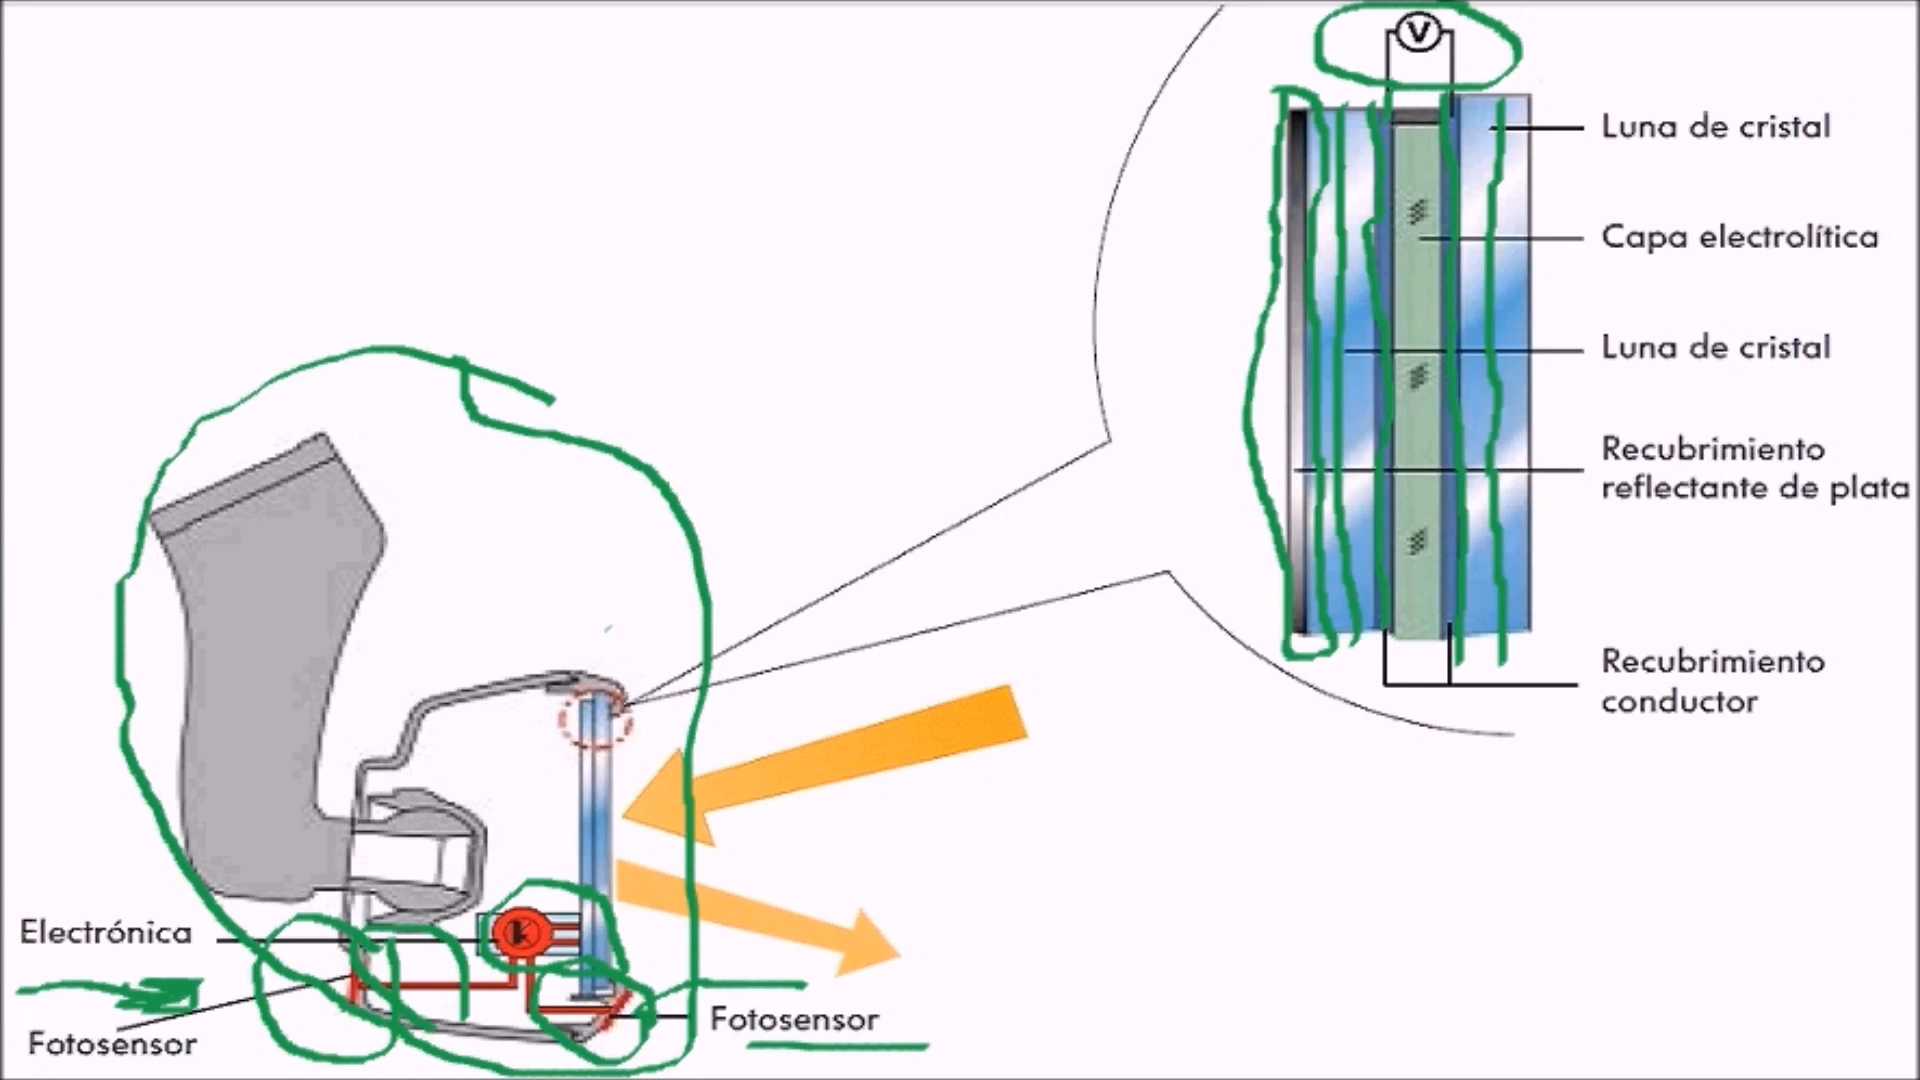 V
Luna de cristal
Capa electrolítica
Luna de cristal
Recubrimiento
reflectante de plata
Recubrimiento
conductor
Electrónica
Fotosensor
Fotosensor